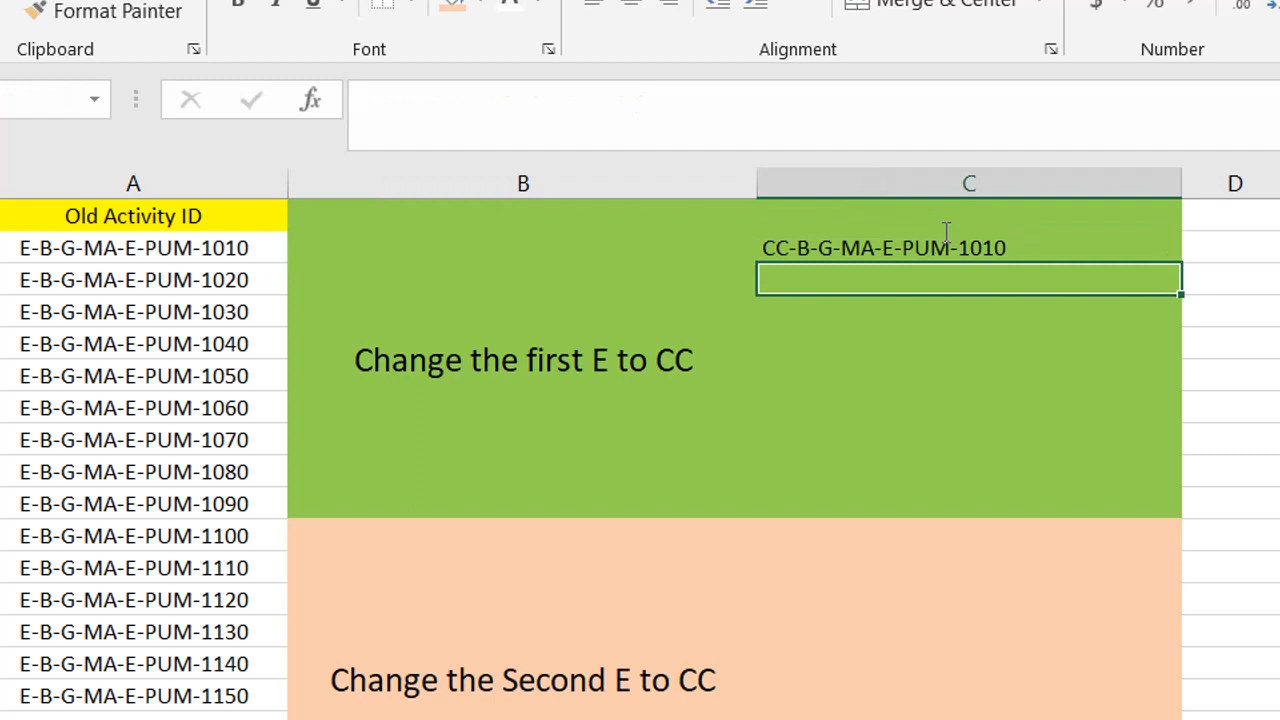 Format Painter
Merge & Center
$ %
.00
Clipboard
Font
Alignment
Number
fx
A B C D
Old Activity ID
E-B-G-MA-E-PUM-1010 CC-B-G-MA-E-PUM-1010
E-B-G-MA-E-PUM-1020
E-B-G-MA-E-PUM-1030
E-B-G-MA-E-PUM-1040
Change the first E to CC
E-B-G-MA-E-PUM-1050
E-B-G-MA-E-PUM-1060
E-B-G-MA-E-PUM-1070
E-B-G-MA-E-PUM-1080
E-B-G-MA-E-PUM-1090
E-B-G-MA-E-PUM-1100
E-B-G-MA-E-PUM-1110
E-B-G-MA-E-PUM-1120
E-B-G-MA-E-PUM-1130
E-B-G-MA-E-PUM-1140
Change the Second E to CC
E-B-G-MA-E-PUM-1150